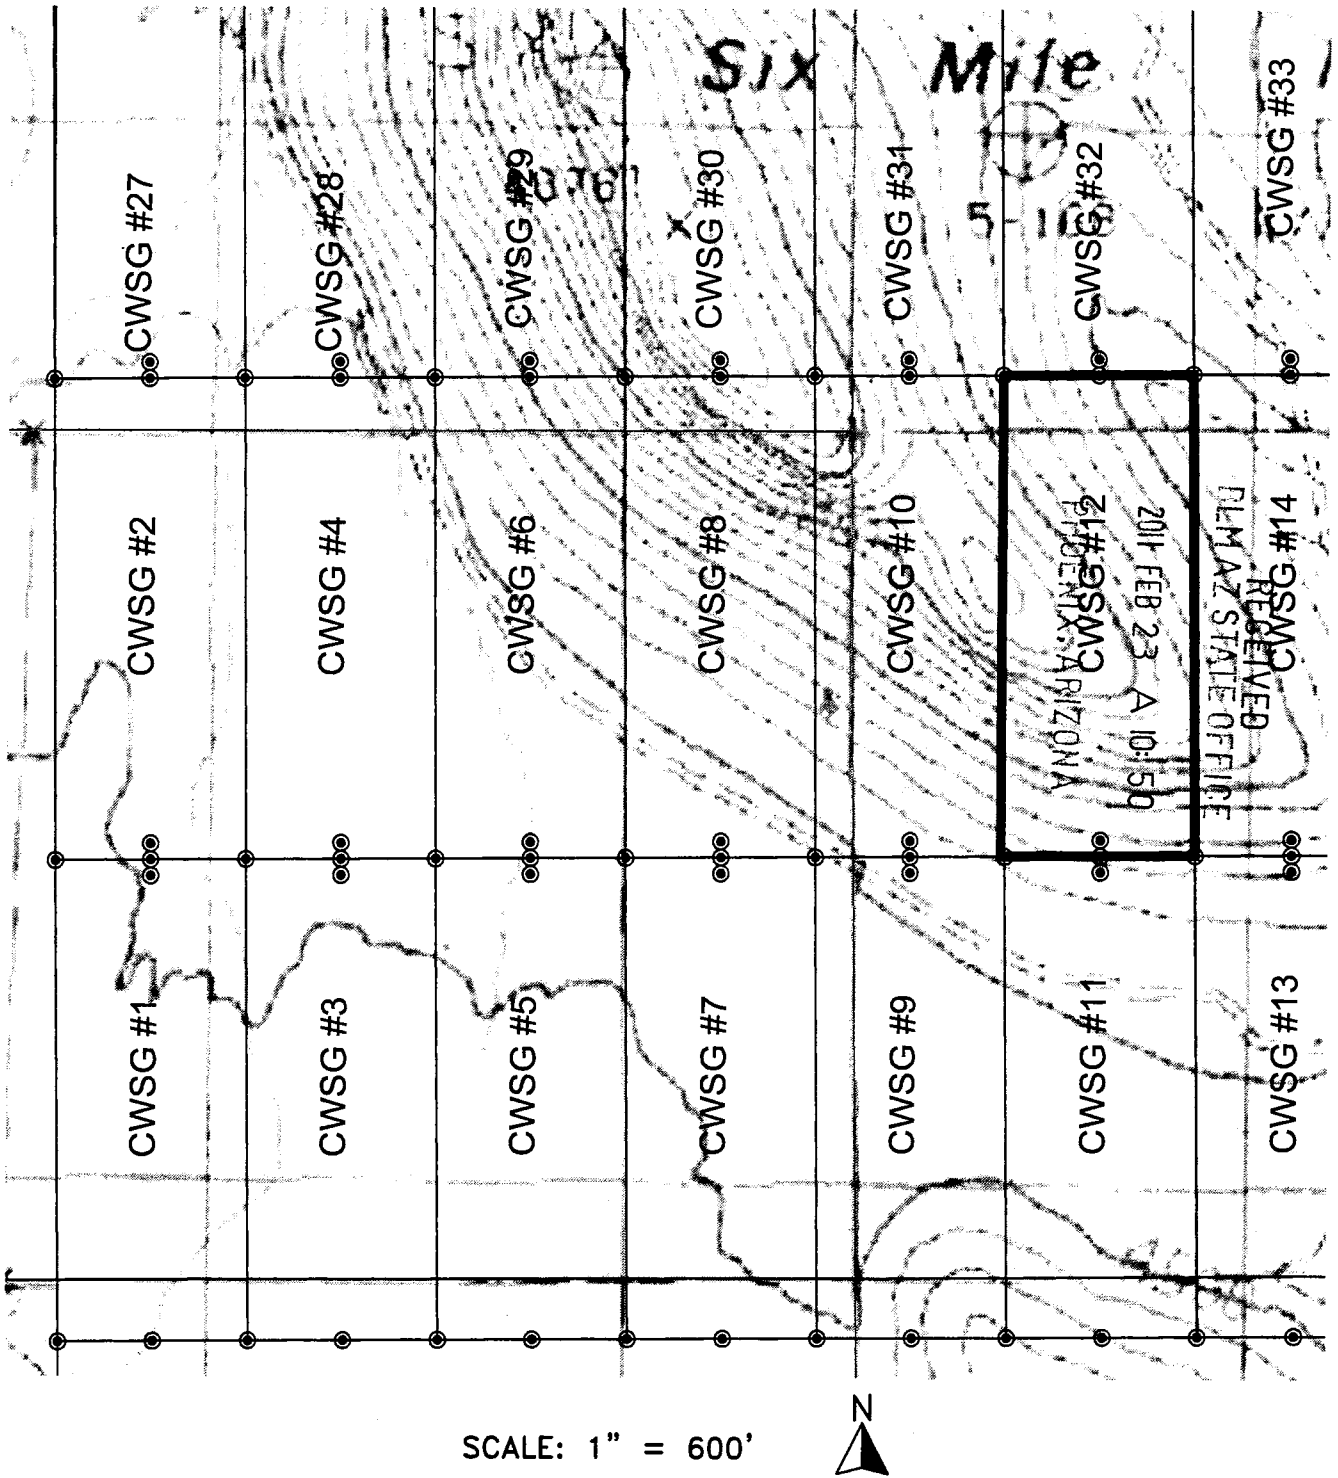 Six Mile
CWSG #27
CWSG #28
CWSG #29
CWSG #30
CWSG #31
CWSG #32
CWSG #33
CWSG #2
CWSG #4
CWSG #6
CWSG #8
CWSG #10
CWSG #12
CWSG #14
RECEIVED
BLM AZ STATE OFFICE
2011 FEB 23 A 10:50
PHOENIX, ARIZONA
CWSG #1
CWSG #3
CWSG #5
CWSG #7
CWSG #9
CWSG #11
CWSG #13
N
SCALE: 1" = 600'